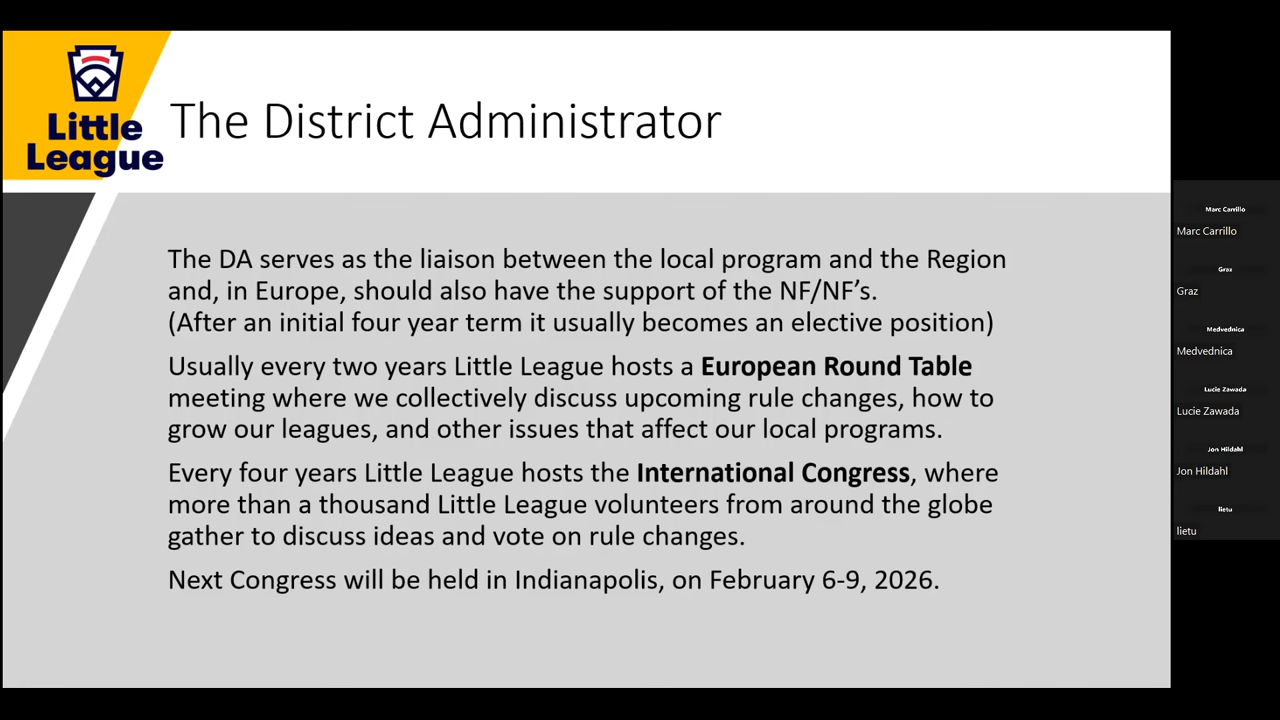 Little
League
The District Administrator
The DA serves as the liaison between the local program and the Region
and, in Europe, should also have the support of the NF/NF's.
(After an initial four year term it usually becomes an elective position)
Usually every two years Little League hosts a European Round Table
meeting where we collectively discuss upcoming rule changes, how to
grow our leagues, and other issues that affect our local programs.
Every four years Little League hosts the International Congress, where
more than a thousand Little League volunteers from around the globe
gather to discuss ideas and vote on rule changes.
Next Congress will be held in Indianapolis, on February 6-9, 2026.
Marc Carrillo
Marc Carrillo
Graz
Graz
Medvednica
Medvednica
Lucie Zawada
Lucie Zawada
Jon Hildahl
Jon Hildahl
lietu
lietu